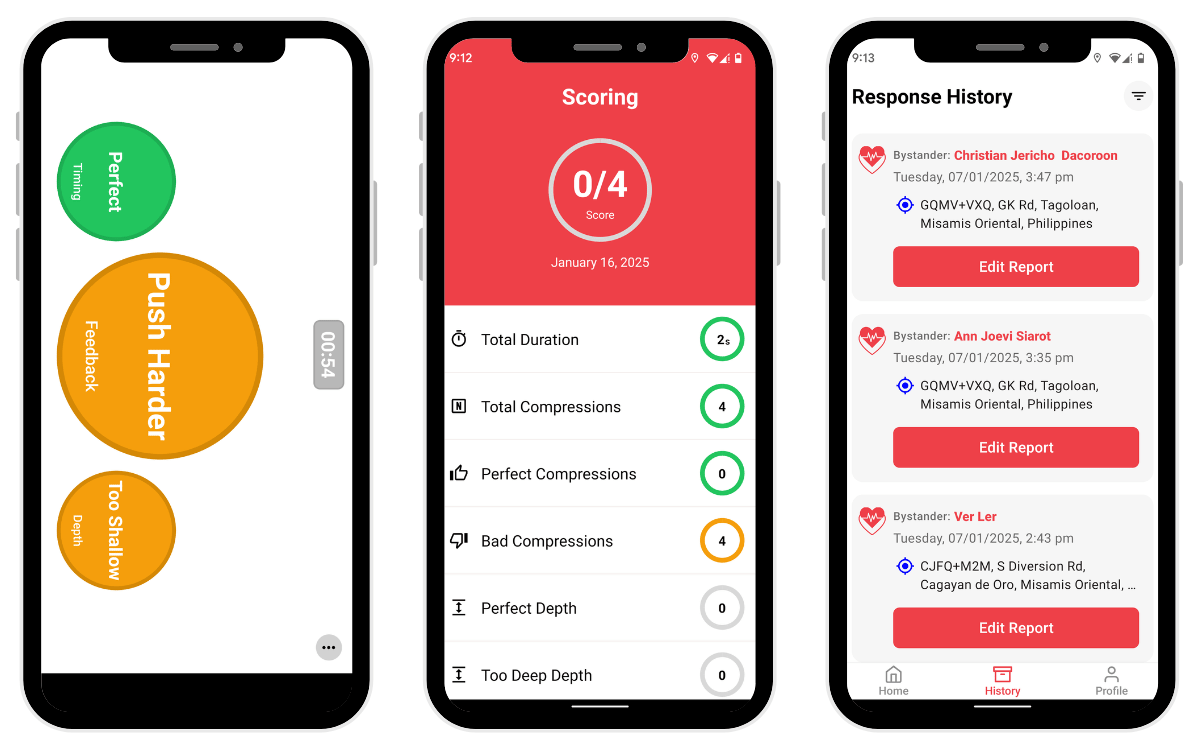 Perfect
Timing
Push Harder
Feedback
00:54
Too Shallow
Depth
9:12
Scoring
0/4
Score
January 16, 2025
Total Duration 2s
Total Compressions 4
Perfect Compressions 0
Bad Compressions 4
Perfect Depth 0
Too Deep Depth 0
9:13
Response History
Bystander: Christian Jericho Dacoroon
Tuesday, 07/01/2025, 3:47 pm
GQMV+VXQ, GK Rd, Tagoloan,
Misamis Oriental, Philippines
Edit Report
Bystander: Ann Joevi Siarot
Tuesday, 07/01/2025, 3:35 pm
GQMV+VXQ, GK Rd, Tagoloan,
Misamis Oriental, Philippines
Edit Report
Bystander: Ver Ler
Tuesday, 07/01/2025, 2:43 pm
CJFQ+M2M, S Diversion Rd,
Cagayan de Oro, Misamis Oriental, …
Edit Report
Home History Profile